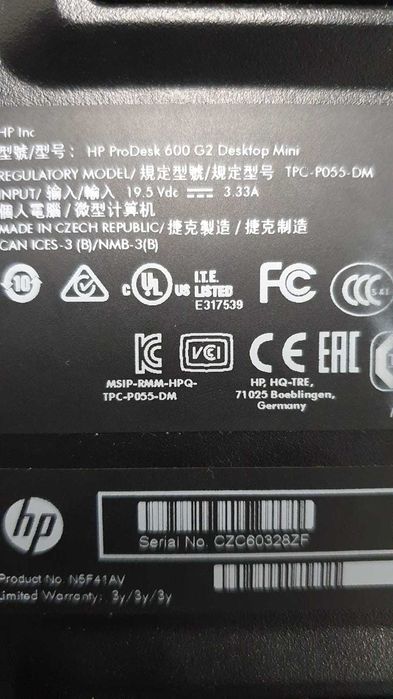 HP Inc
型號/型号： HP ProDesk 600 G2 Desktop Mini
REGULATORY MODEL/ 規定型號/規定型号 TPC-P055-DM
INPUT/ 输入/輸入 19.5 Vdc 3.33A
個人電腦 / 微型计算机
MADE IN CZECH REPUBLIC/ 捷克製造 / 捷克制造
CAN ICES-3 (B)/NMB-3(B)
10
c UL US I.T.E. LISTED E317539
FC
CCC S&E
KC
VCI
CE
EAC
MSIP-RMM-HPQ-
TPC-P055-DM
HP, HQ-TRE,
71025 Boeblingen,
Germany
hp
Serial No. CZC60328ZF
Product No. N5F41AV
Limited Warranty: 3y/3y/3y